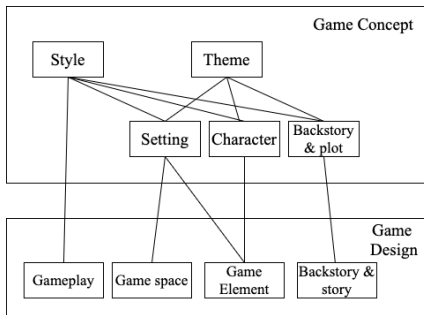 Game Concept
Style
Theme
Setting
Character
Backstory
& plot
Game
Design
Gameplay
Game space
Game
Element
Backstory &
story